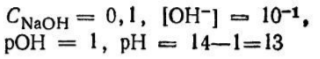 C_NaOH = 0,1, [OH⁻] = 10⁻¹,
pOH = 1, pH = 14—1=13